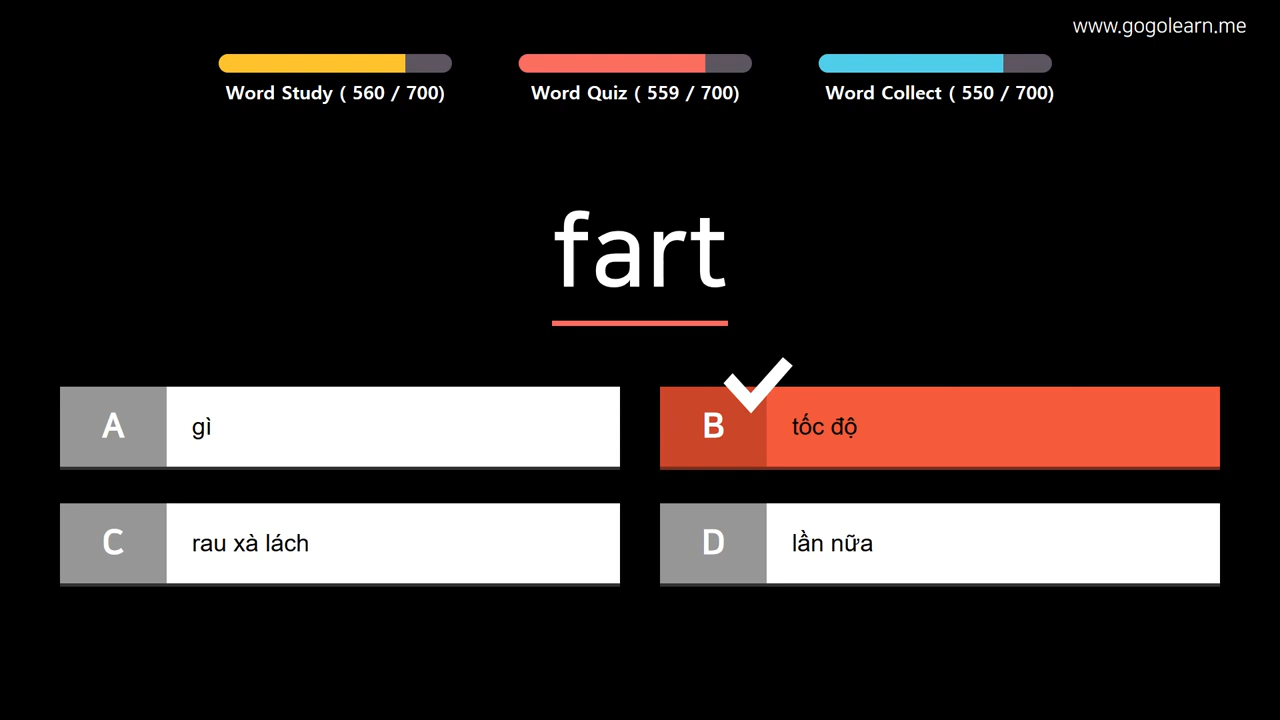 www.gogolearn.me
Word Study ( 560 / 700)
Word Quiz ( 559 / 700)
Word Collect ( 550 / 700)
fart
A
gì
B
tốc độ
C
rau xà lách
D
lần nữa